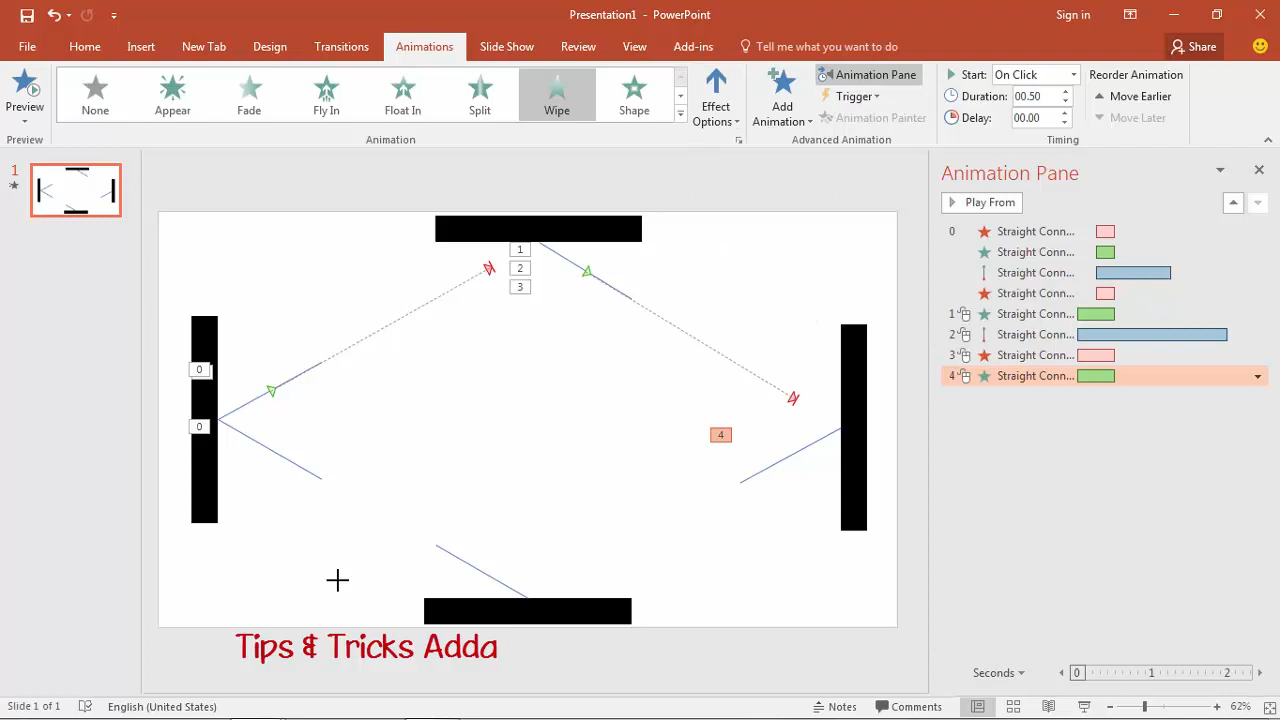 Presentation1 - PowerPoint
Sign in
File
Home
Insert
New Tab
Design
Transitions
Animations
Slide Show
Review
View
Add-ins
Tell me what you want to do
Share
Preview
None
Appear
Fade
Fly In
Float In
Split
Wipe
Shape
Effect
Options
Add
Animation
Animation Pane
Trigger
Animation Painter
Start: On Click
Duration: 00.50
Delay: 00.00
Reorder Animation
Move Earlier
Move Later
Preview
Animation
Advanced Animation
Timing
1
Animation Pane
Play From
0 Straight Conn...
Straight Conn...
Straight Conn...
Straight Conn...
1 Straight Conn...
2 Straight Conn...
3 Straight Conn...
4 Straight Conn...
1
2
3
0
0
4
Tips & Tricks Adda
Seconds 0 1 2
Slide 1 of 1
English (United States)
Notes
Comments
62%